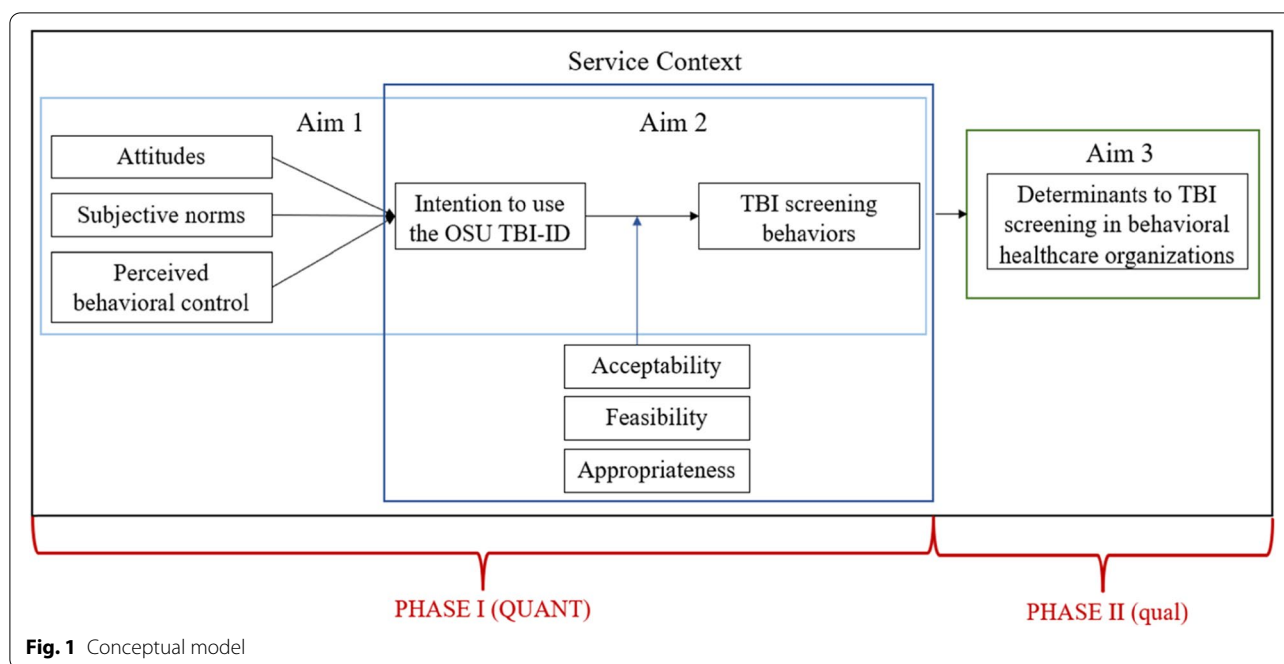 Service Context
Aim 1
Aim 2
Attitudes
Subjective norms
Perceived
behavioral control
Intention to use
the OSU TBI-ID
TBI screening
behaviors
Acceptability
Feasibility
Appropriateness
Aim 3
Determinants to TBI
screening in behavioral
healthcare organizations
PHASE I (QUANT)
PHASE II (qual)
Fig. 1 Conceptual model